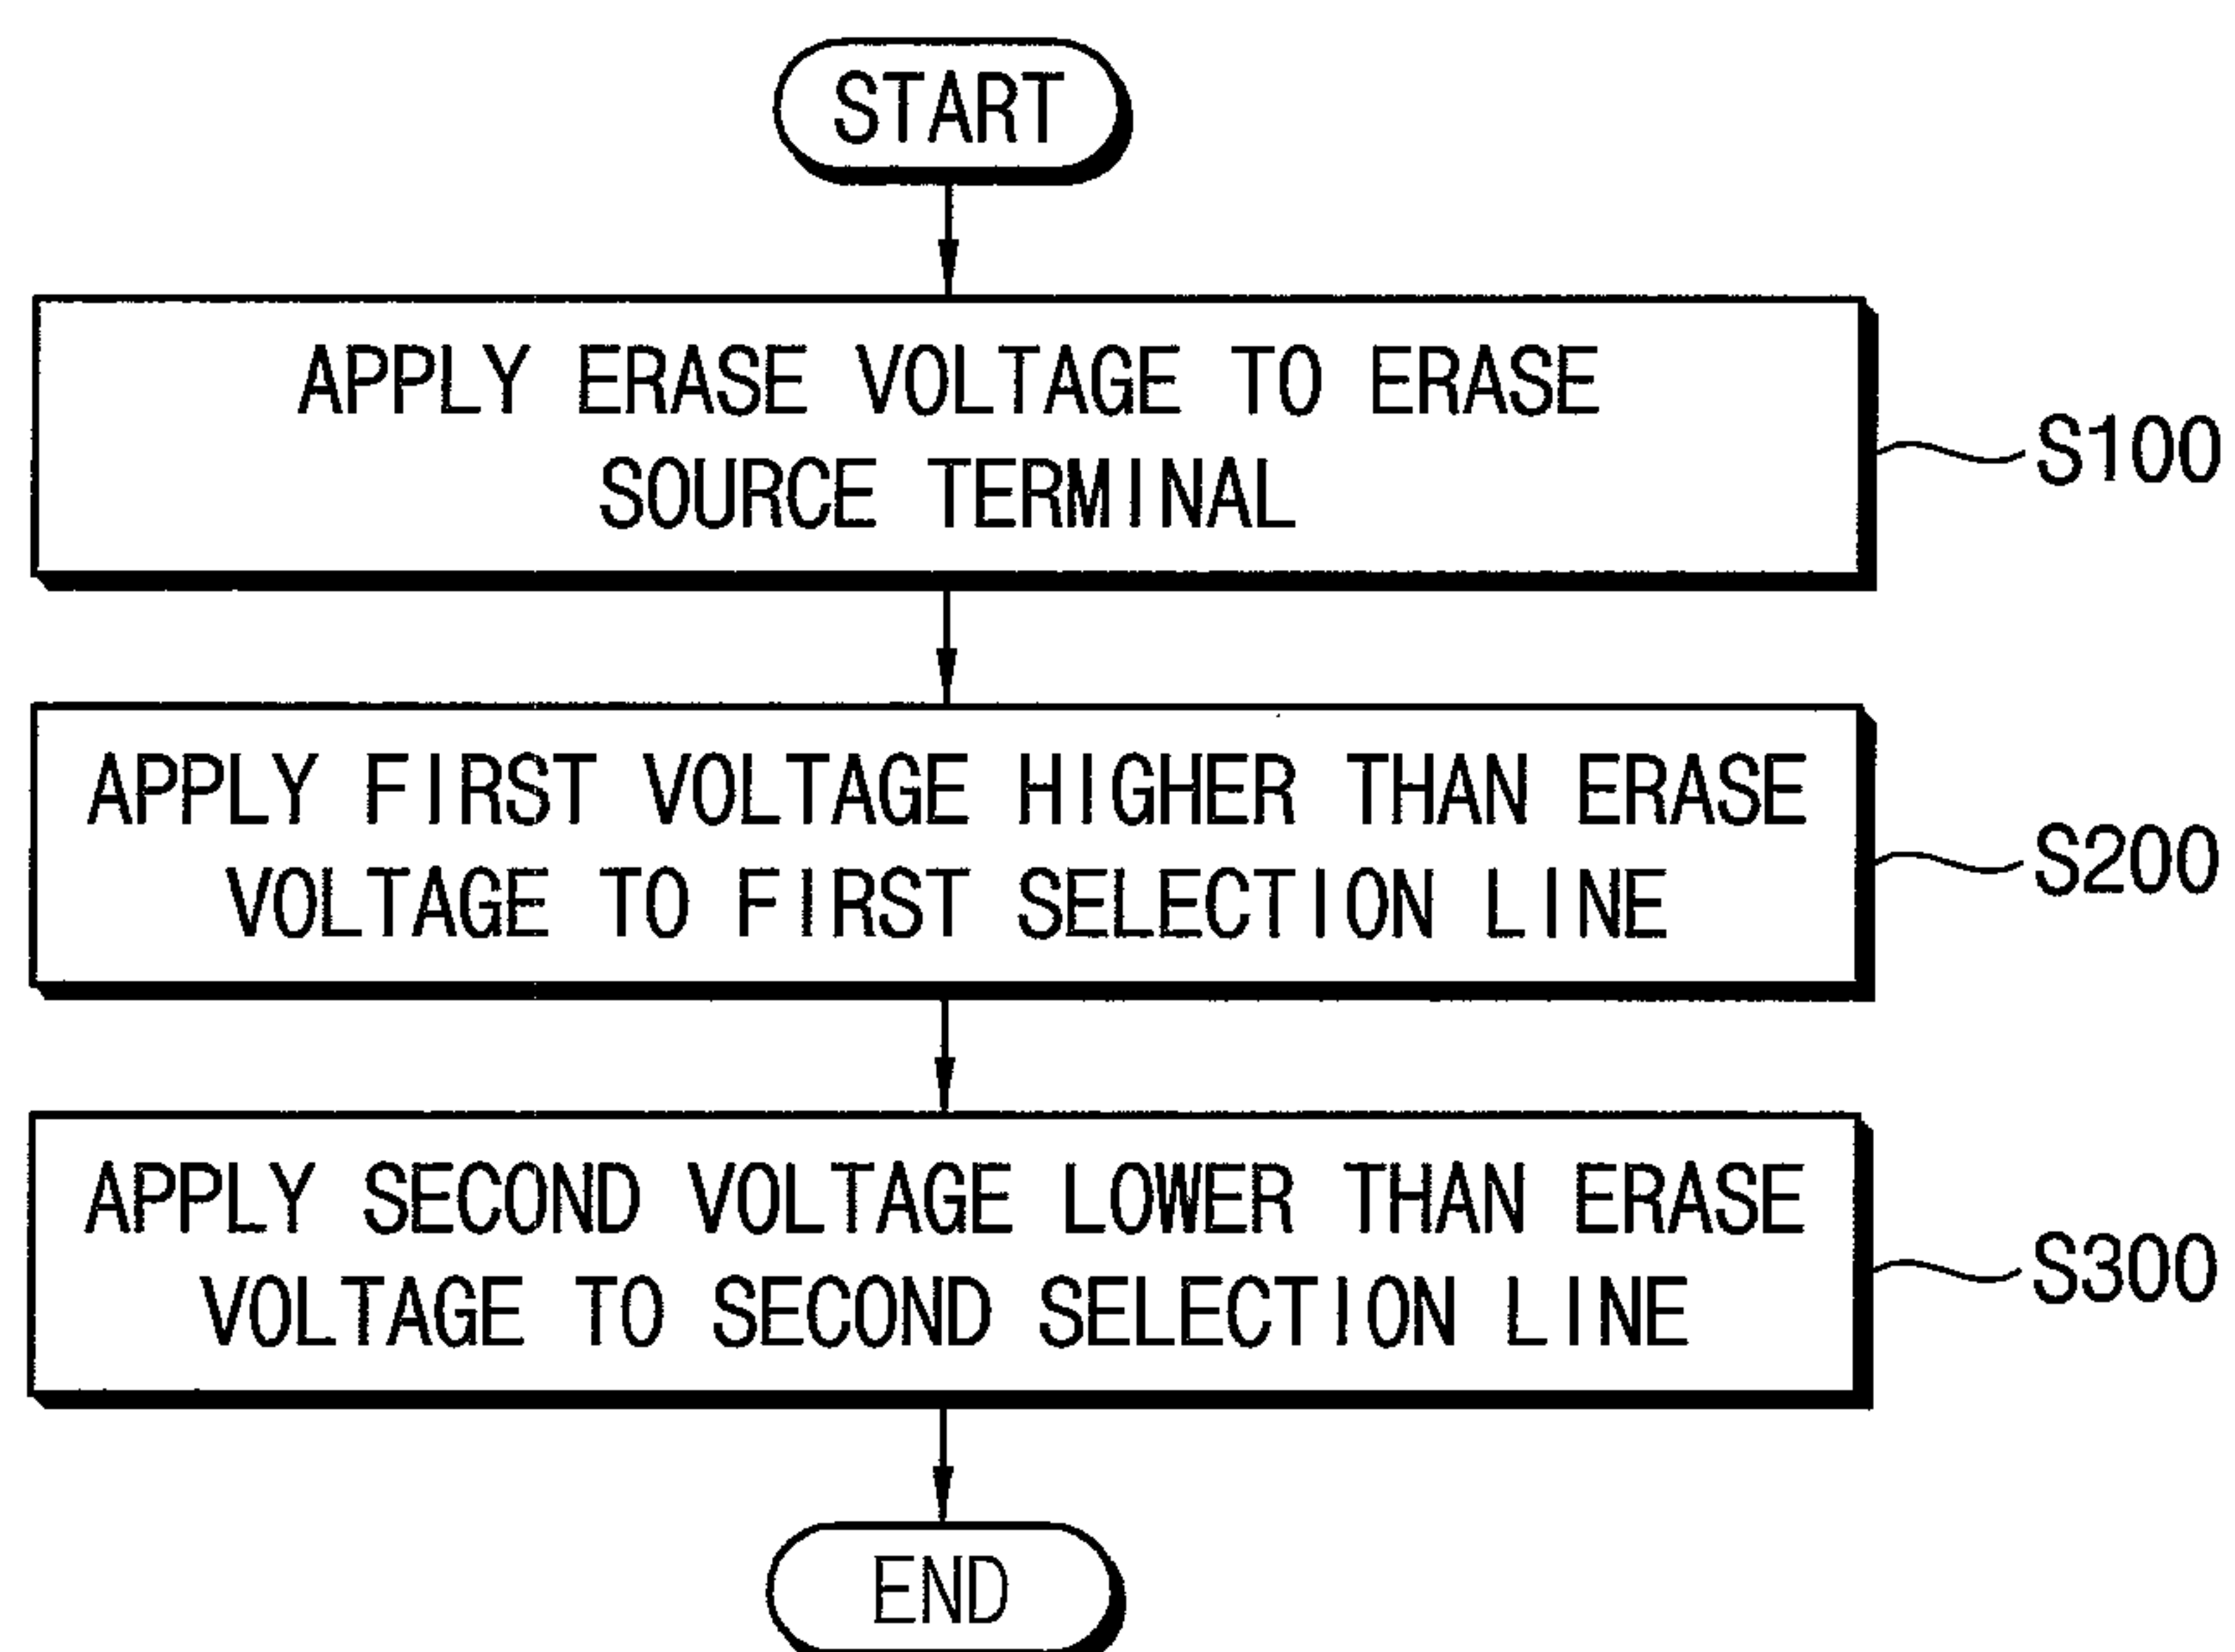 START
APPLY ERASE VOLTAGE TO ERASE
SOURCE TERMINAL
S100
APPLY FIRST VOLTAGE HIGHER THAN ERASE
VOLTAGE TO FIRST SELECTION LINE
S200
APPLY SECOND VOLTAGE LOWER THAN ERASE
VOLTAGE TO SECOND SELECTION LINE
S300
END